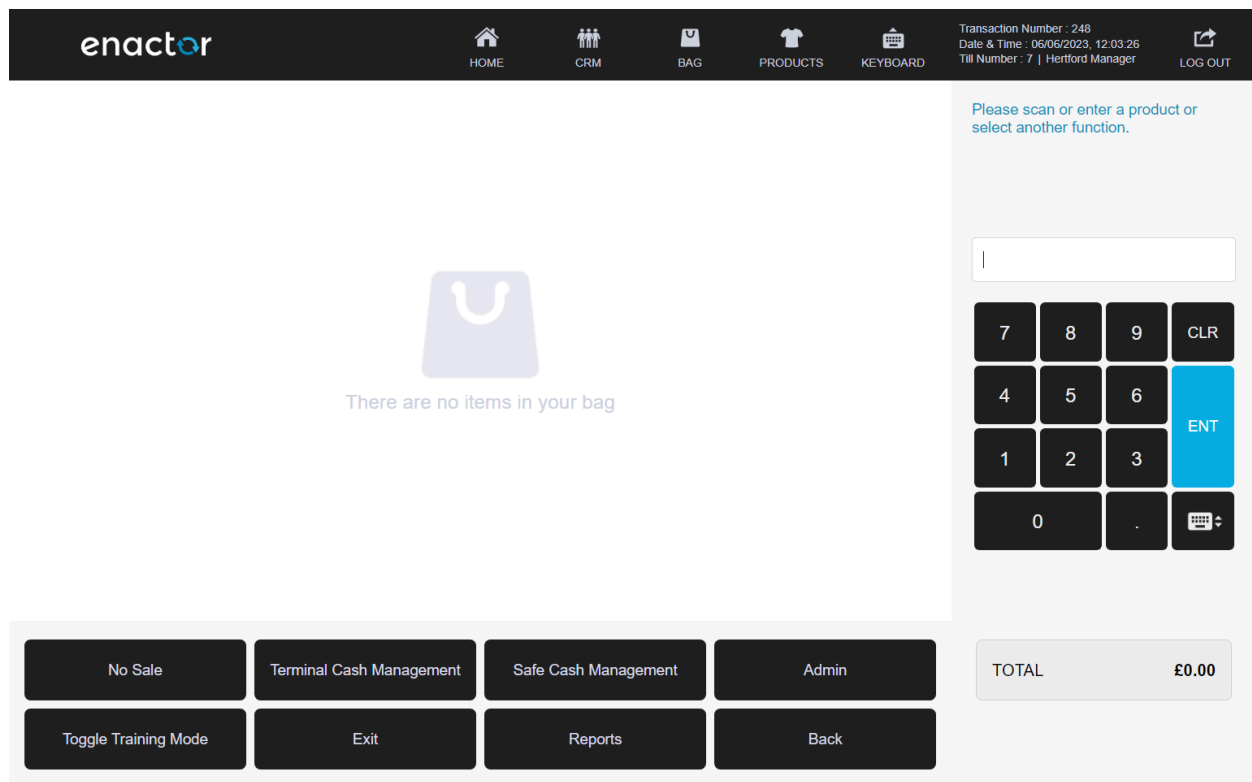 enactor
HOME
CRM
BAG
PRODUCTS
KEYBOARD
Transaction Number : 248
Date & Time : 06/06/2023, 12:03:26
Till Number : 7 | Hertford Manager
LOG OUT
Please scan or enter a product or
select another function.
There are no items in your bag
7 8 9 CLR
4 5 6
ENT
1 2 3
0 .
No Sale
Terminal Cash Management
Safe Cash Management
Admin
TOTAL £0.00
Toggle Training Mode
Exit
Reports
Back